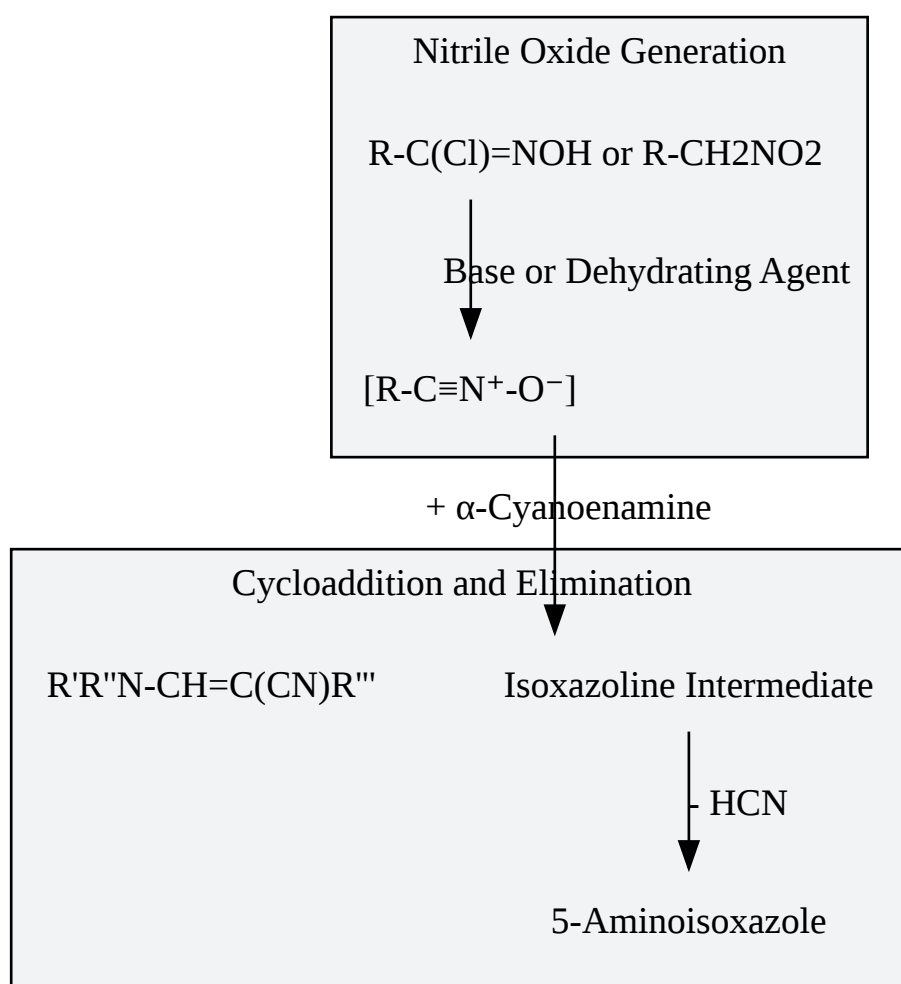 Nitrile Oxide Generation
R-C(Cl)=NOH or R-CH2NO2
Base or Dehydrating Agent
[R-C≡N⁺-O⁻]
+ α-Cyanoenamine
Cycloaddition and Elimination
R'R''N-CH=C(CN)R'''
Isoxazoline Intermediate
- HCN
5-Aminoisoxazole